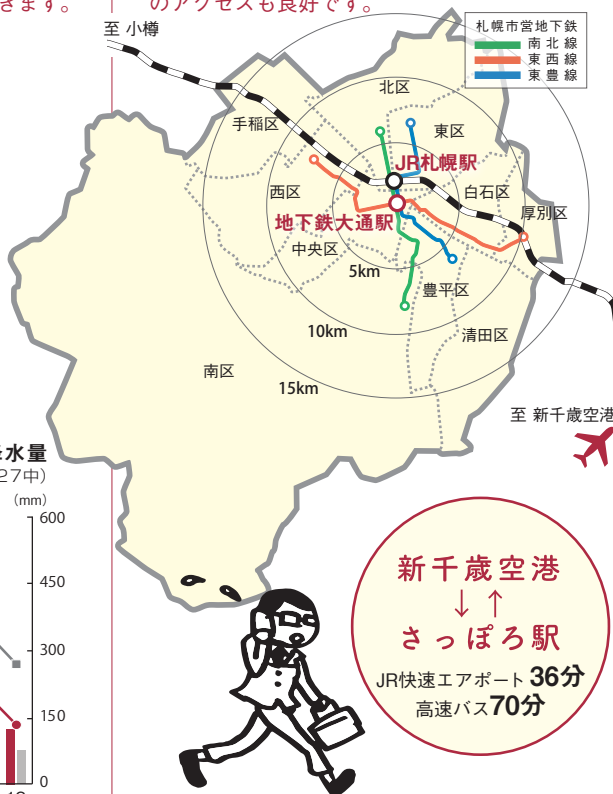 きます。
のアクセスも良好です。
至 小樽
札幌市営地下鉄
南北線
東西線
東豊線
北区
手稲区
東区
JR札幌駅
西区
白石区
厚別区
地下鉄大通駅
中央区
5km
豊平区
10km
清田区
南区
15km
至 新千歳空港
水量
27中)
(mm)
600
450
300
150
0
新千歳空港
↓ ↑
さっぽろ駅
JR快速エアポート 36分
高速バス70分